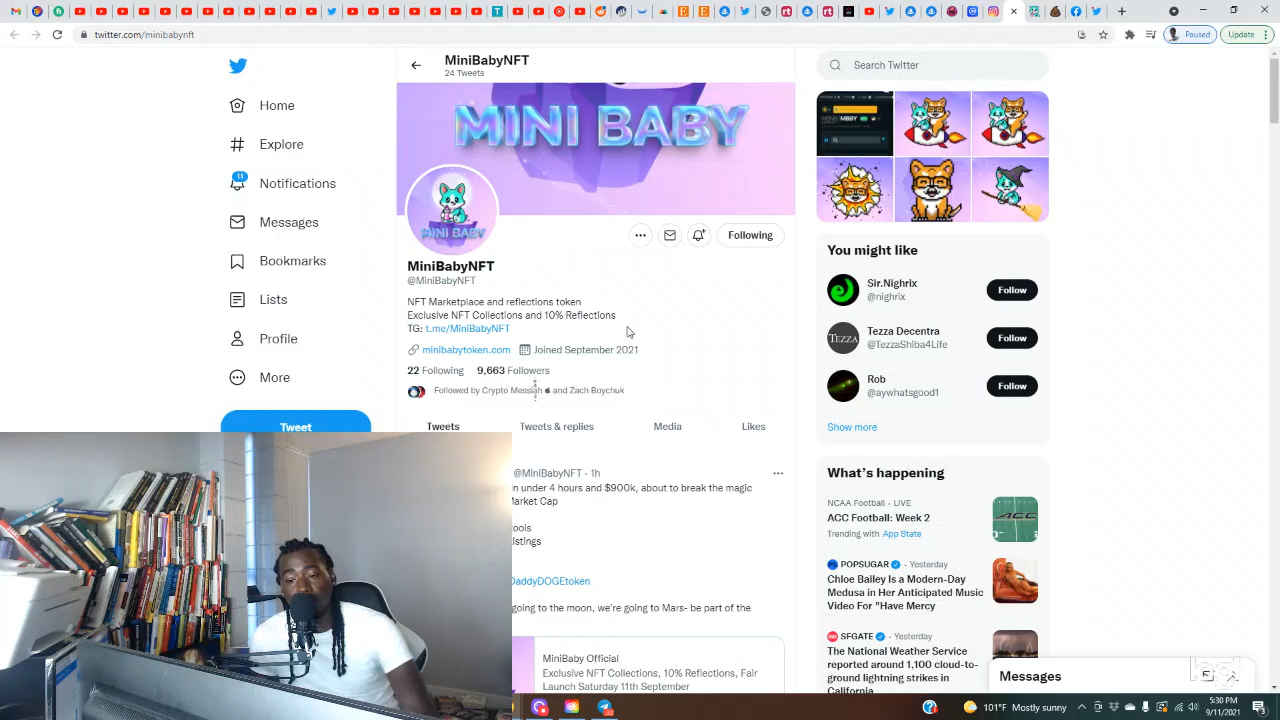 twitter.com/minibabynft
Paused
Update
Home
Explore
11
Notifications
Messages
Bookmarks
Lists
Profile
More
Tweet
MiniBabyNFT
24 Tweets
MINI BABY
MINI BABY
Following
MiniBabyNFT
@MiniBabyNFT
NFT Marketplace and reflections token
Exclusive NFT Collections and 10% Reflections
TG: t.me/MiniBabyNFT
minibabytoken.com Joined September 2021
22 Following 9,663 Followers
Followed by Crypto Messiah and Zach Boychuk
Tweets Tweets & replies Media Likes
@MiniBabyNFT · 1h
in under 4 hours and $900k, about to break the magic
Market Cap
DaddyDOGEtoken
going to the moon, we're going to Mars- be part of the
MiniBaby Official
Exclusive NFT Collections, 10% Reflections, Fair
Launch Saturday 11th September
Search Twitter
You might like
Sir.Nighrix
@nighrix
Follow
Tezza Decentra
@TezzaShiba4Life
Follow
TEZZA
Rob
@aywhatsgood1
Follow
Show more
What's happening
NCAA Football · LIVE
ACC Football: Week 2
Trending with App State
ACC
POPSUGAR · Yesterday
Chloe Bailey Is a Modern-Day
Medusa in Her Anticipated Music
Video For "Have Mercy
SFGATE · Yesterday
The National Weather Service
reported around 1,100 cloud-to-
ground lightning strikes in
California
Messages
logi
101°F Mostly sunny
5:30 PM
9/11/2021